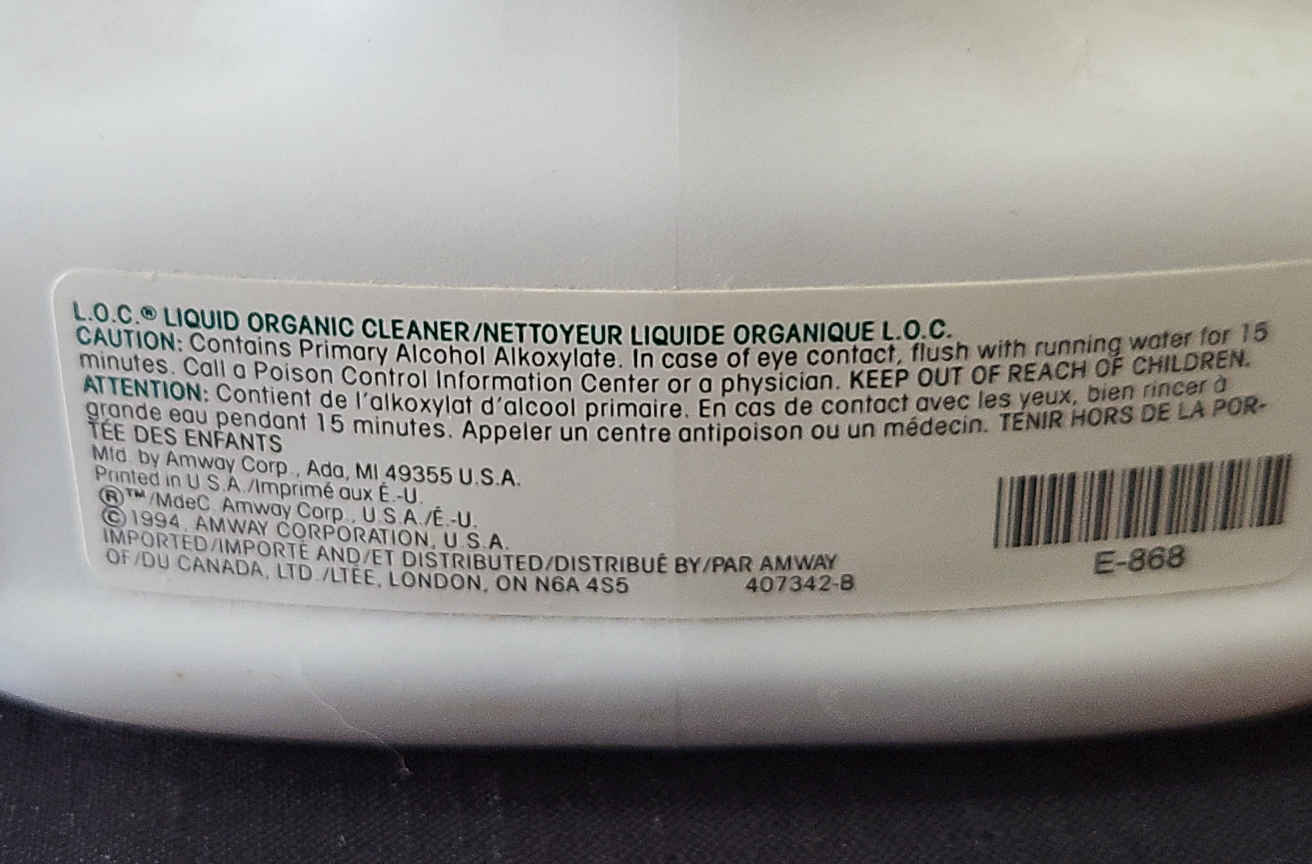 L.O.C.® LIQUID ORGANIC CLEANER/NETTOYEUR LIQUIDE ORGANIQUE L.O.C.
CAUTION: Contains Primary Alcohol Alkoxylate. In case of eye contact, flush with running water for 15
minutes. Call a Poison Control Information Center or a physician. KEEP OUT OF REACH OF CHILDREN.
ATTENTION: Contient de l'alkoxylat d'alcool primaire. En cas de contact avec les yeux, bien rincer à
grande eau pendant 15 minutes. Appeler un centre antipoison ou un médecin. TENIR HORS DE LA POR-
TÉE DES ENFANTS
Mfd. by Amway Corp., Ada, MI 49355 U.S.A.
Printed in U.S.A./Imprimé aux É.-U.
®™/MdeC. Amway Corp., U.S.A./É.-U.
©1994, AMWAY CORPORATION, U.S.A.
IMPORTED/IMPORTÉ AND/ET DISTRIBUTED/DISTRIBUÉ BY/PAR AMWAY
OF/DU CANADA, LTD./LTÉE, LONDON, ON N6A 4S5
407342-B
E-868